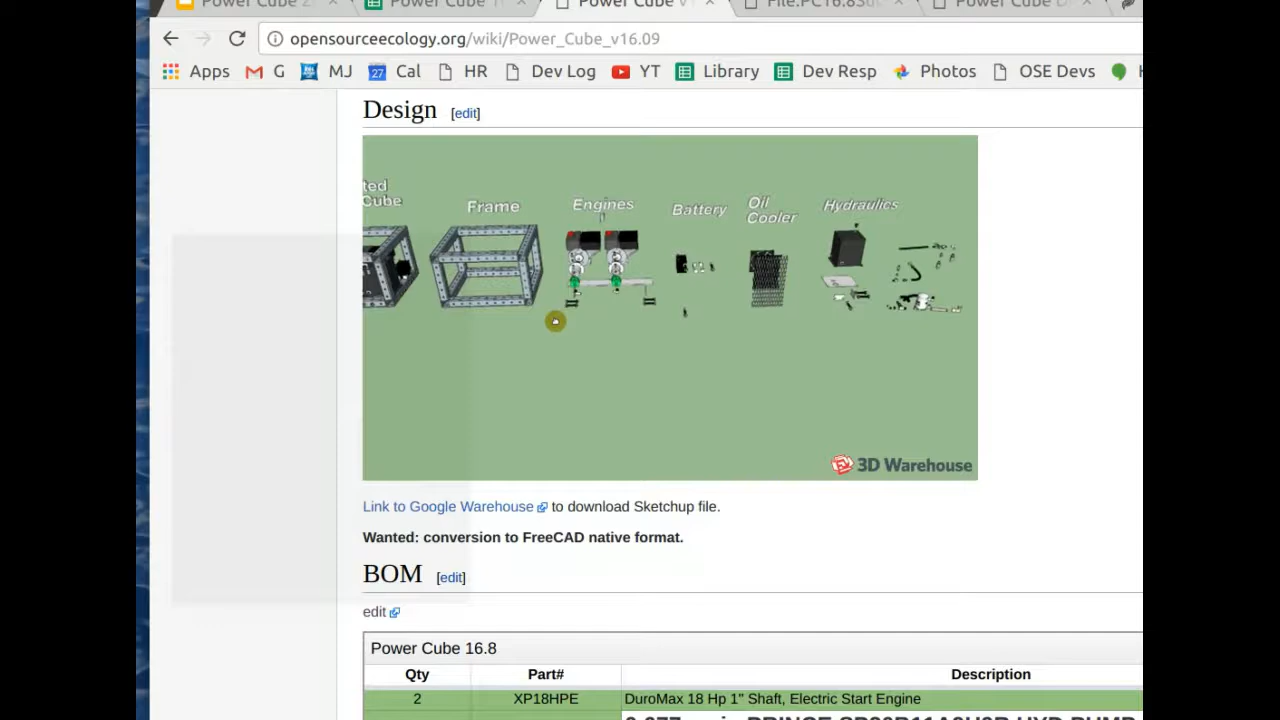 Power Cube
Power Cube
Power Cube
File:PC16.8
Power Cube
opensourceecology.org/wiki/Power_Cube_v16.09
Apps G MJ 27 Cal HR Dev Log YT Library Dev Resp Photos OSE Devs
Design [edit]
ted
Cube
Frame
Engines
Battery
Oil
Cooler
Hydraulics
3D Warehouse
Link to Google Warehouse to download Sketchup file.
Wanted: conversion to FreeCAD native format.
BOM [edit]
edit
Power Cube 16.8
Qty Part# Description
2 XP18HPE DuroMax 18 Hp 1" Shaft, Electric Start Engine